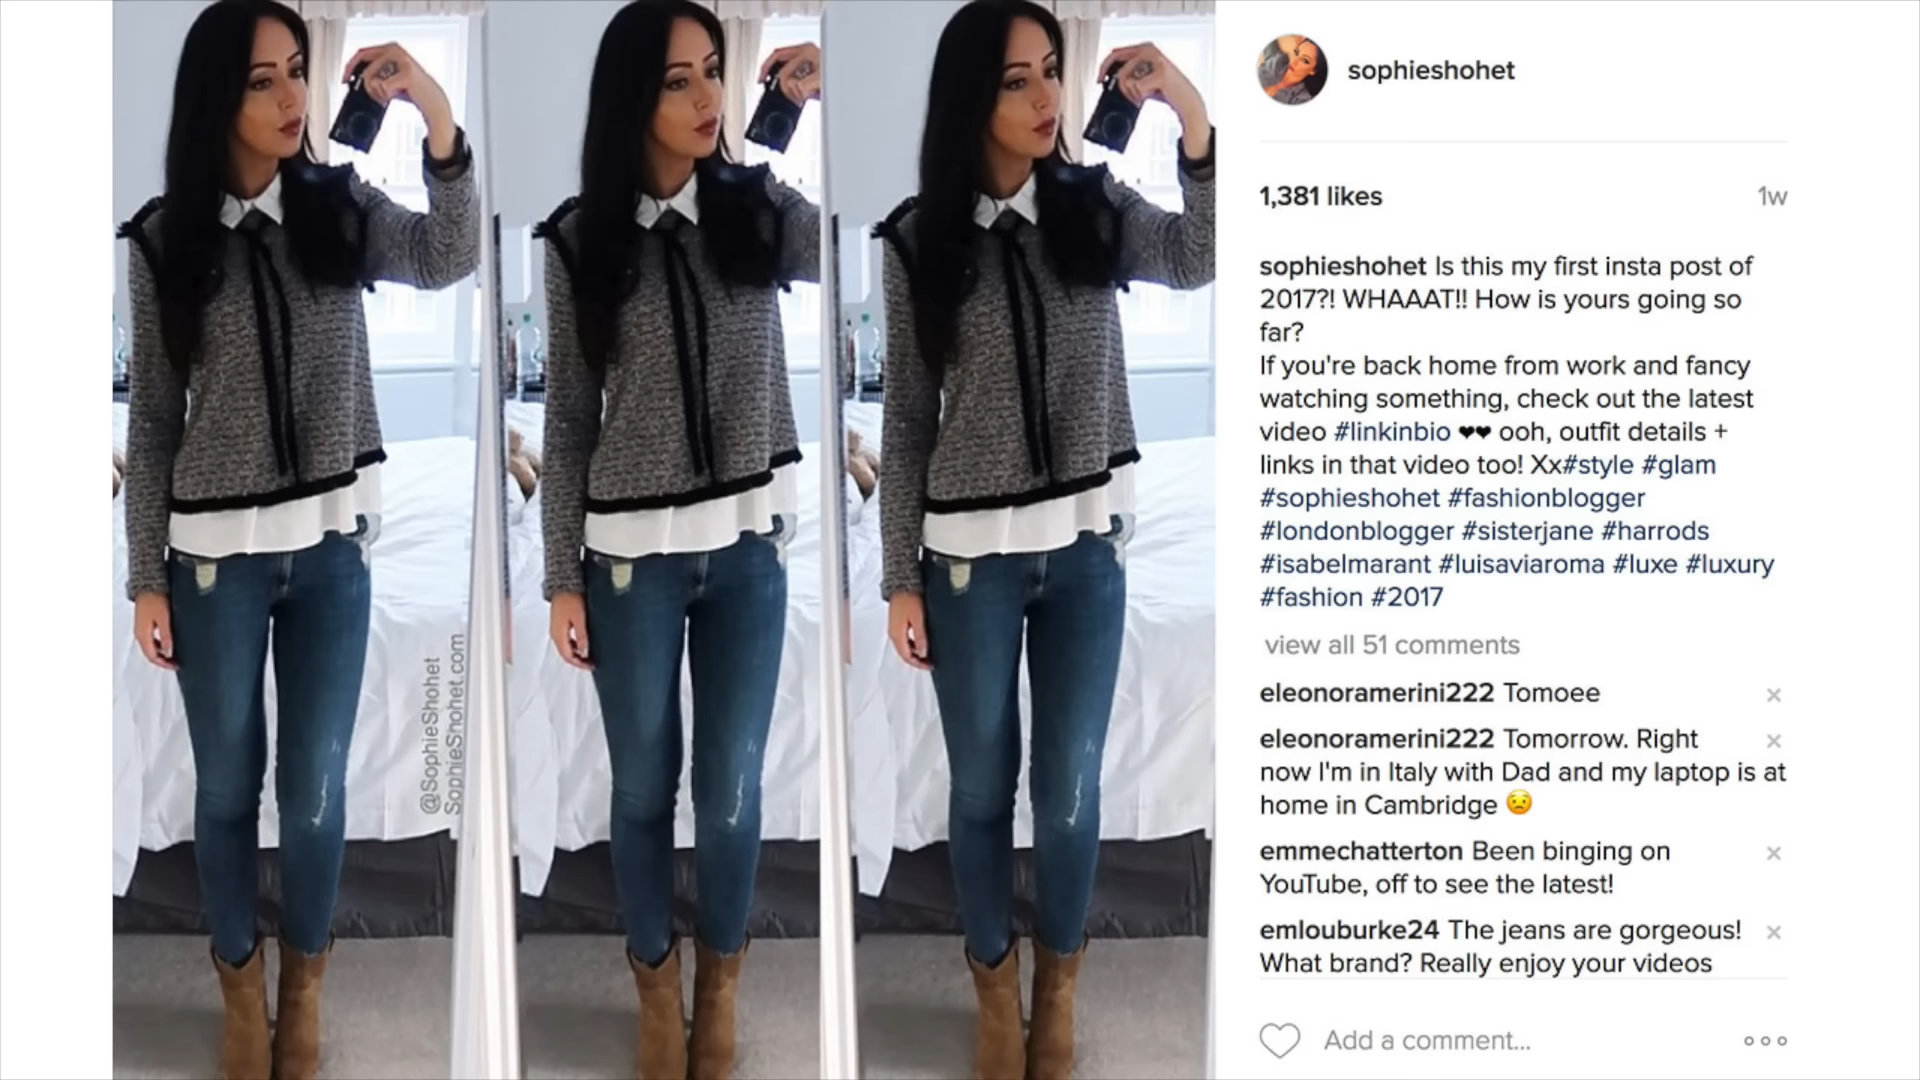 @SophieShohet
SophieShohet.com
sophieshohet
1,381 likes
1w
sophieshohet Is this my first insta post of
2017?! WHAAAT!! How is yours going so
far?
If you're back home from work and fancy
watching something, check out the latest
video #linkinbio ❤❤ ooh, outfit details +
links in that video too! Xx#style #glam
#sophieshohet #fashionblogger
#londonblogger #sisterjane #harrods
#isabelmarant #luisaviaroma #luxe #luxury
#fashion #2017
view all 51 comments
eleonoramerini222 Tomoee
eleonoramerini222 Tomorrow. Right
now I'm in Italy with Dad and my laptop is at
home in Cambridge 😟
emmechatterton Been binging on
YouTube, off to see the latest!
emlouburke24 The jeans are gorgeous!
What brand? Really enjoy your videos
Add a comment...